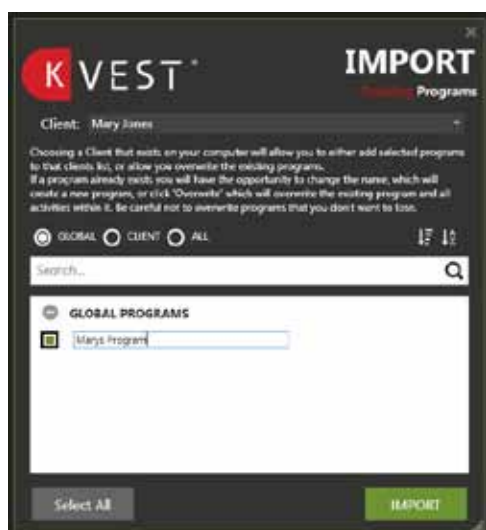 K VEST
IMPORT
Training Programs
Client: Mary Jones
Choosing a Client that exists on your computer will allow you to either add selected programs
to that clients list, or allow you overwrite the existing programs.
If a program already exists you will have the opportunity to change the name, which will
create a new program, or click 'Overwrite' which will overwrite the existing program and all
activities within it. Be careful not to overwrite programs that you don't want to loss.
GLOBAL CLIENT ALL
Search...
GLOBAL PROGRAMS
Marys Program
Select All
IMPORT